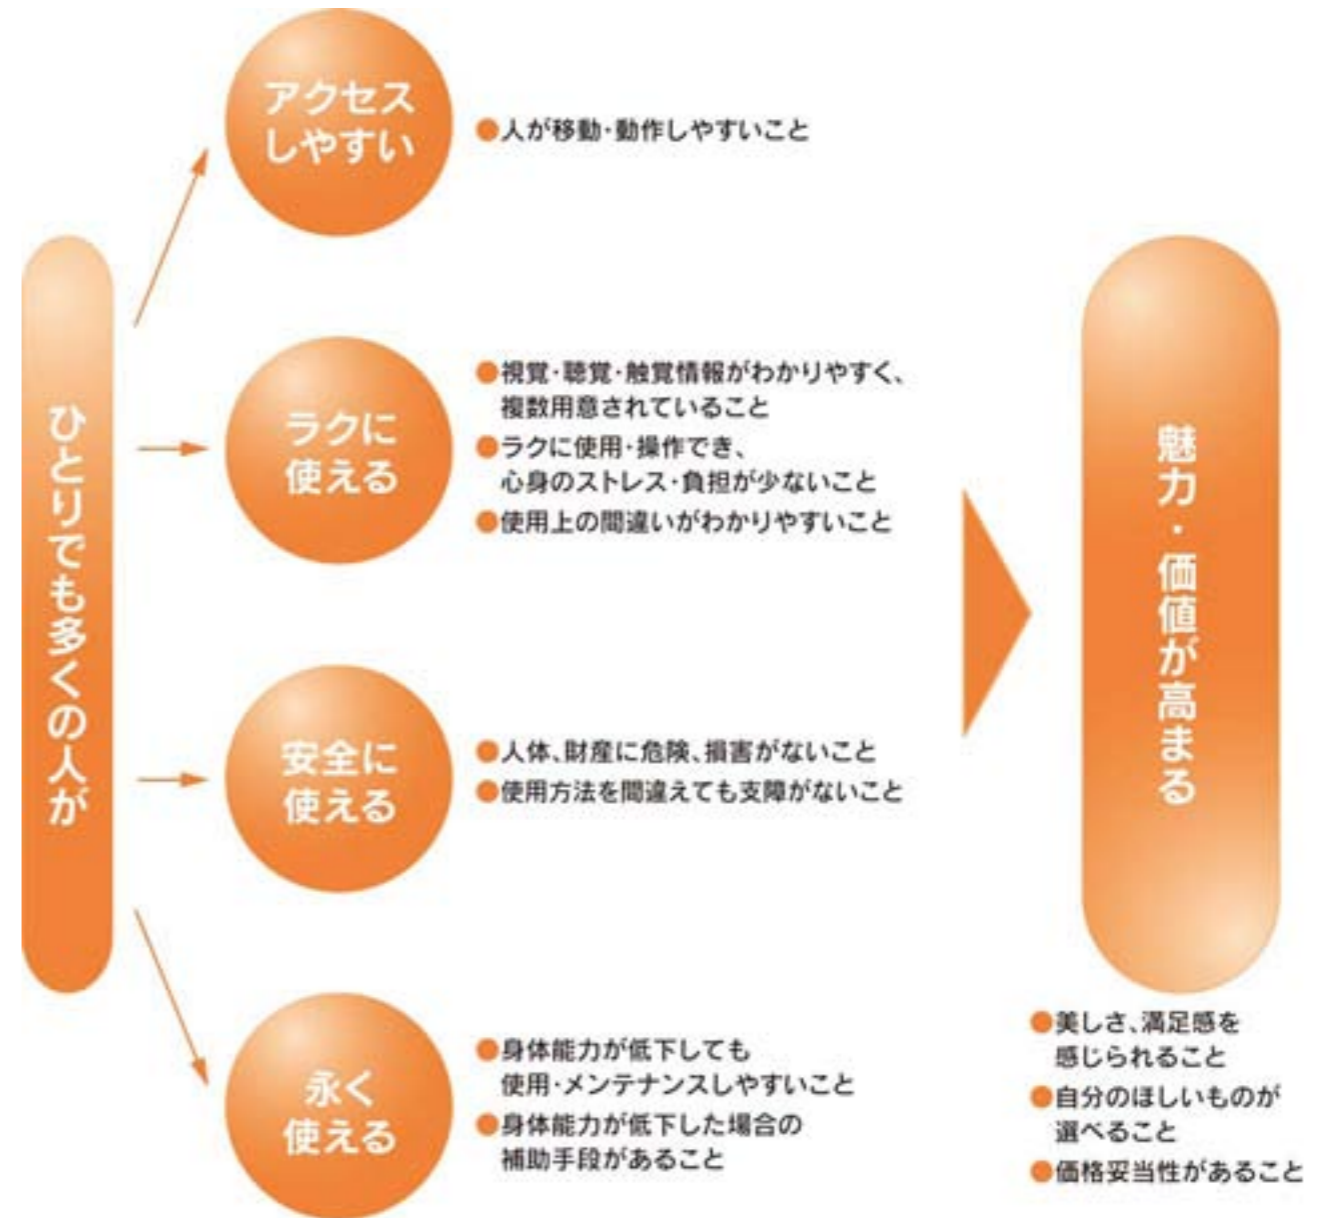 ひとりでも多くの人が
アクセス
しやすい
●人が移動・動作しやすいこと
ラクに
使える
●視覚・聴覚・触覚情報がわかりやすく、
複数用意されていること
●ラクに使用・操作でき、
心身のストレス・負担が少ないこと
●使用上の間違いがわかりやすいこと
安全に
使える
●人体、財産に危険、損害がないこと
●使用方法を間違えても支障がないこと
永く
使える
●身体能力が低下しても
使用・メンテナンスしやすいこと
●身体能力が低下した場合の
補助手段があること
魅力・価値が高まる
●美しさ、満足感を
感じられること
●自分のほしいものが
選べること
●価格妥当性があること